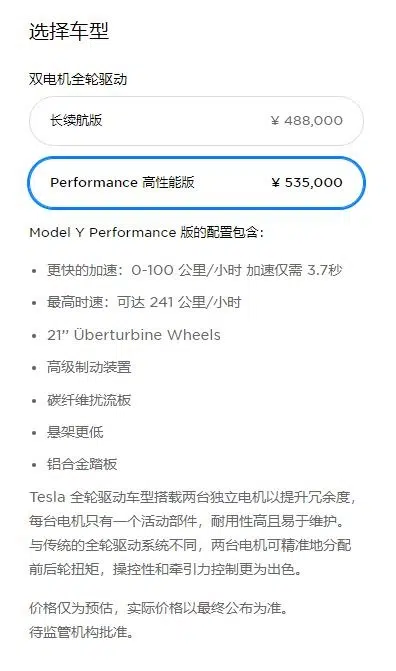 选择车型
双电机全轮驱动
长续航版 ¥ 488,000
Performance 高性能版 ¥ 535,000
Model Y Performance 版的配置包含：
• 更快的加速：0-100 公里/小时 加速仅需 3.7秒
• 最高时速：可达 241 公里/小时
• 21’’ Überturbine Wheels
• 高级制动装置
• 碳纤维扰流板
• 悬架更低
• 铝合金踏板
Tesla 全轮驱动车型搭载两台独立电机以提升冗余度，
每台电机只有一个活动部件，耐用性高且易于维护。
与传统的全轮驱动系统不同，两台电机可精准地分配
前后轮扭矩，操控性和牵引力控制更为出色。
价格仅为预估，实际价格以最终公布为准。
待监管机构批准。